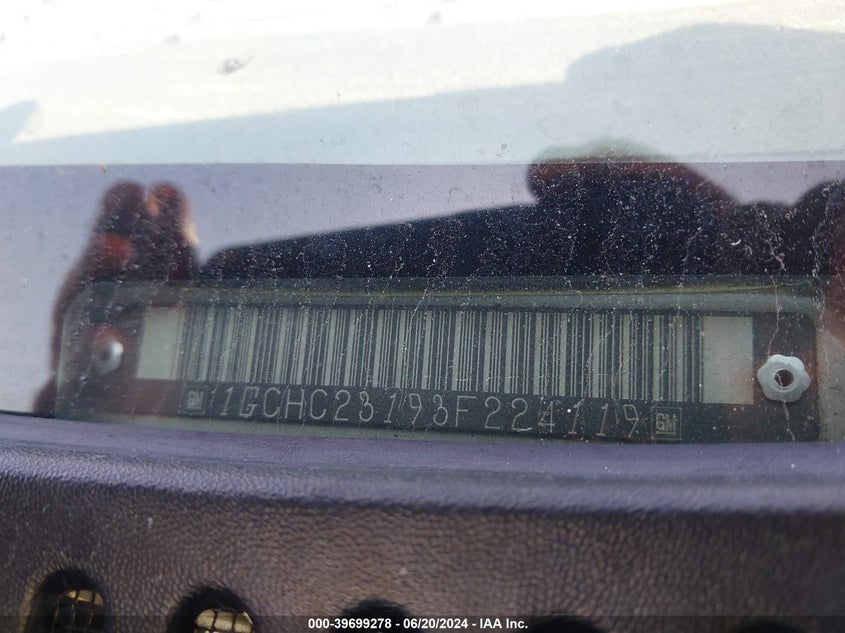 GM 1GCHC23193F224119 GM
000-39699278 - 06/20/2024 - IAA Inc.